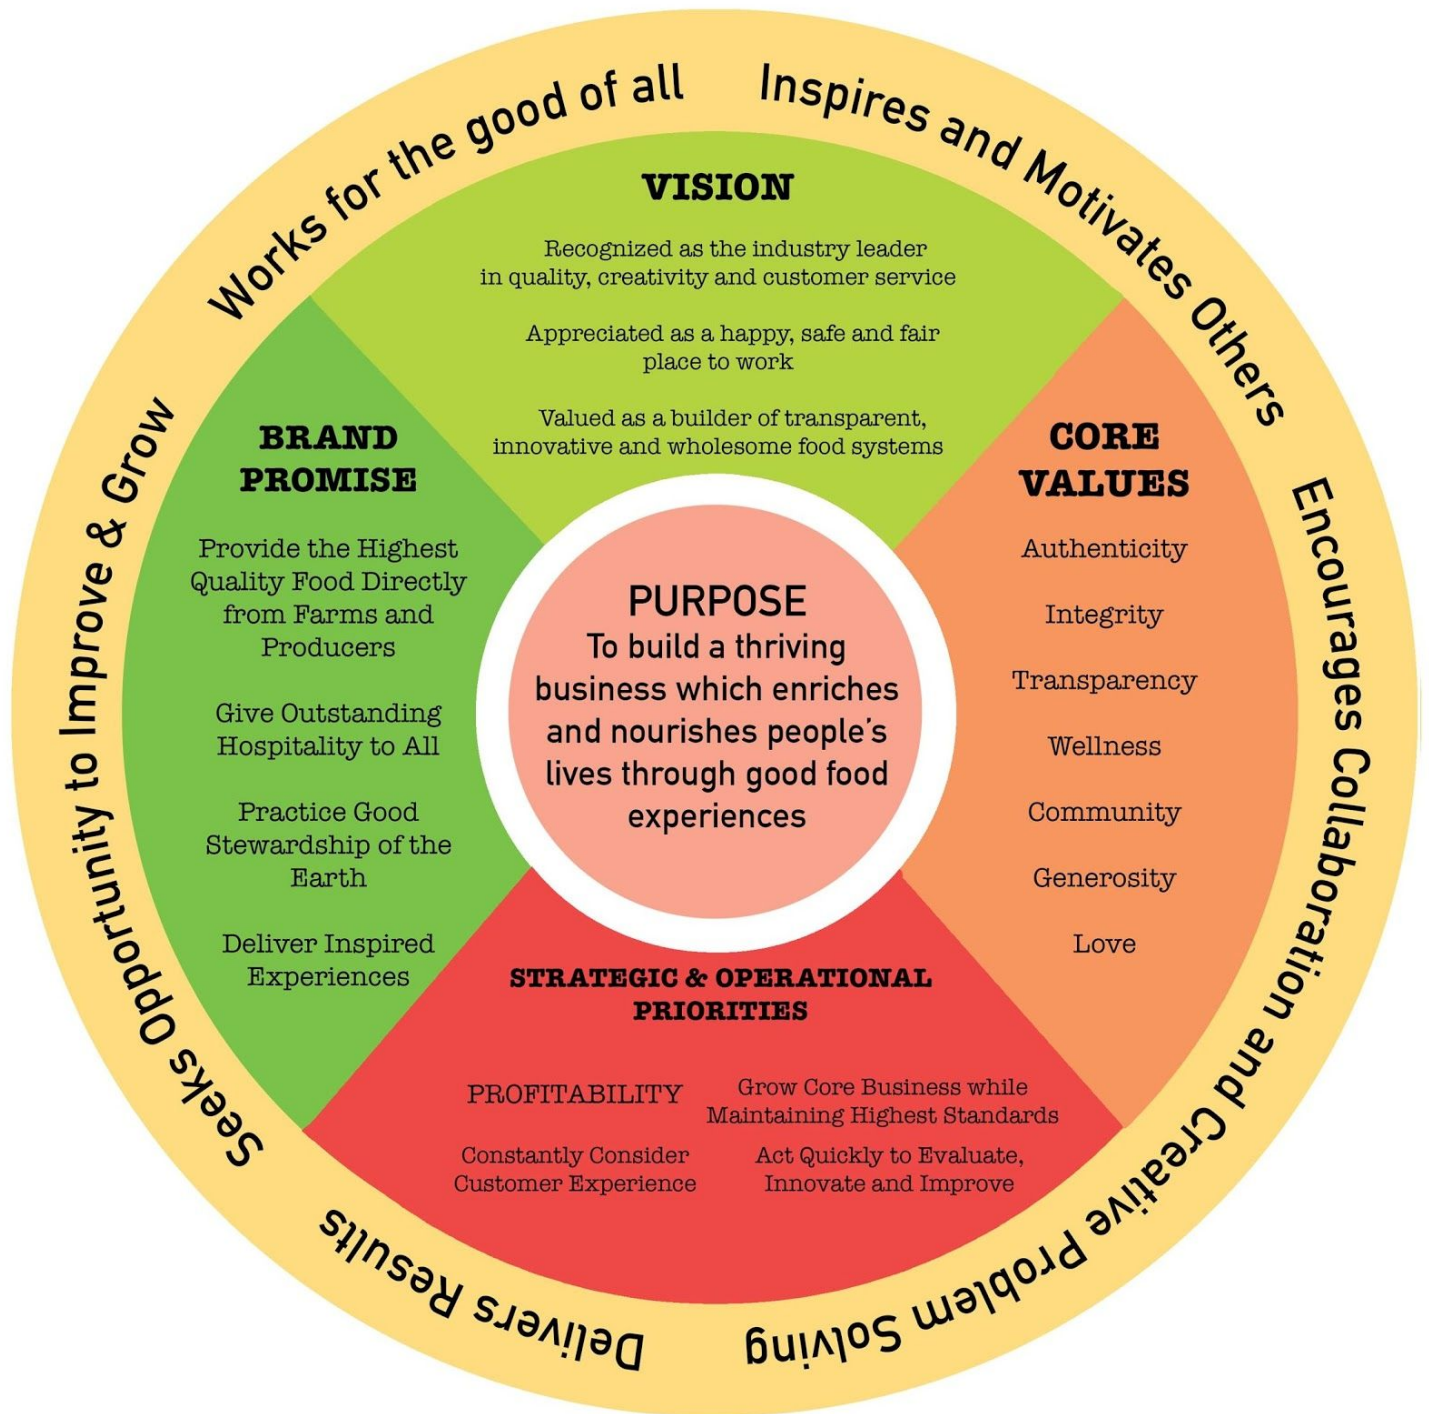 Works for the good of all
Inspires and Motivates Others
Encourages Collaboration and Creative Problem Solving
Delivers Results
Seeks Opportunity to Improve & Grow
VISION
Recognized as the industry leader
in quality, creativity and customer service
Appreciated as a happy, safe and fair
place to work
Valued as a builder of transparent,
innovative and wholesome food systems
BRAND
PROMISE
Provide the Highest
Quality Food Directly
from Farms and
Producers
Give Outstanding
Hospitality to All
Practice Good
Stewardship of the
Earth
Deliver Inspired
Experiences
PURPOSE
To build a thriving
business which enriches
and nourishes people's
lives through good food
experiences
CORE
VALUES
Authenticity
Integrity
Transparency
Wellness
Community
Generosity
Love
STRATEGIC & OPERATIONAL
PRIORITIES
PROFITABILITY
Grow Core Business while
Maintaining Highest Standards
Constantly Consider
Customer Experience
Act Quickly to Evaluate,
Innovate and Improve